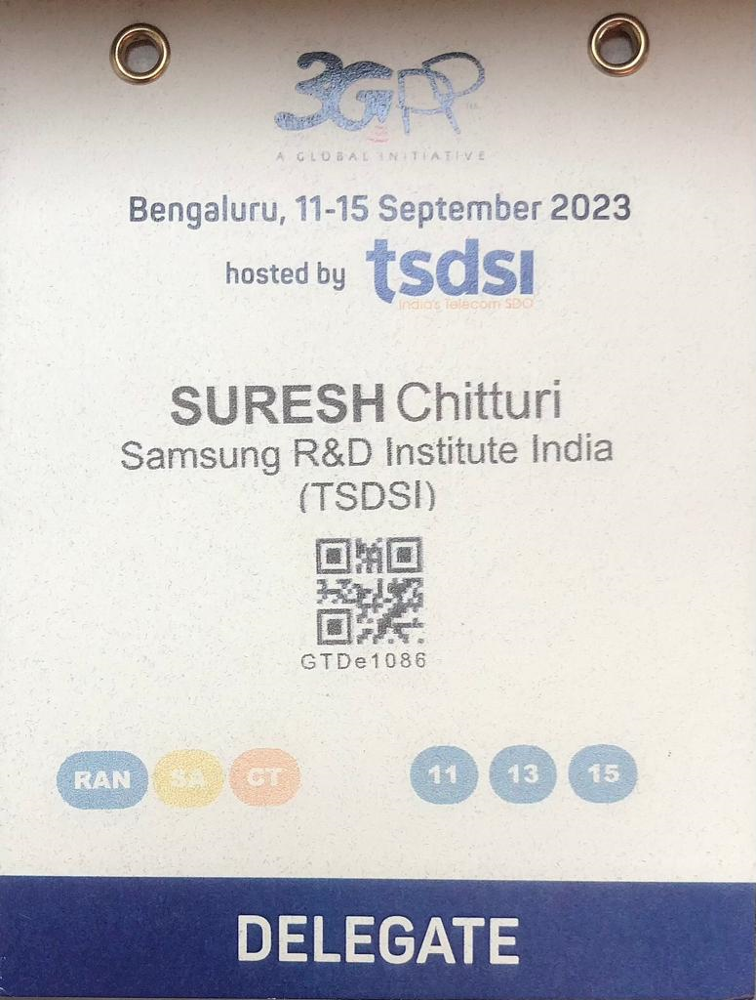 3GPP
A GLOBAL INITIATIVE
Bengaluru, 11-15 September 2023
hosted by tsdsi
India's Telecom SDO
SURESH Chitturi
Samsung R&D Institute India
(TSDSI)
GTDe1086
RAN SA CT 11 13 15
DELEGATE